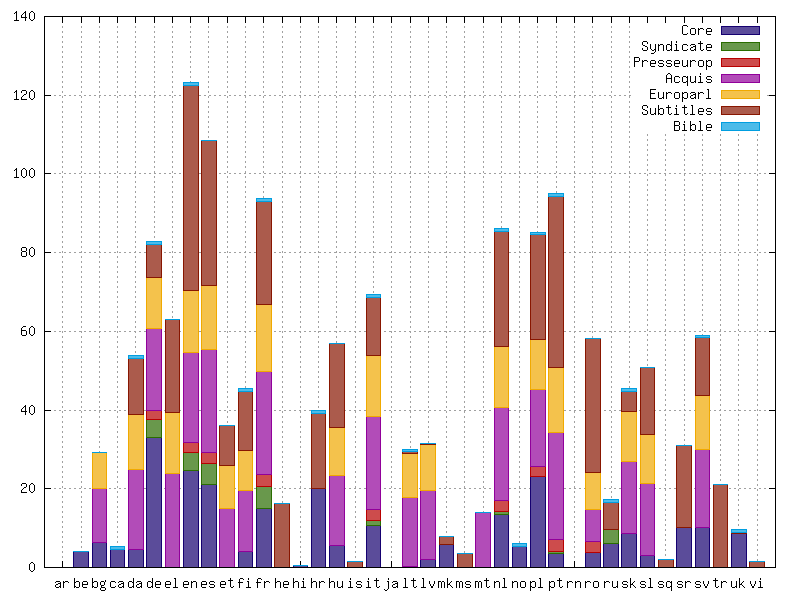 140
120
100
80
60
40
20
0
Core
Syndicate
Presseurop
Acquis
Europarl
Subtitles
Bible
ar be bg ca da de el en es et fi fr he hi hr hu is it ja lt lv mk ms mt nl no pl pt rn ro ru sk sl sq sr sv tr uk vi